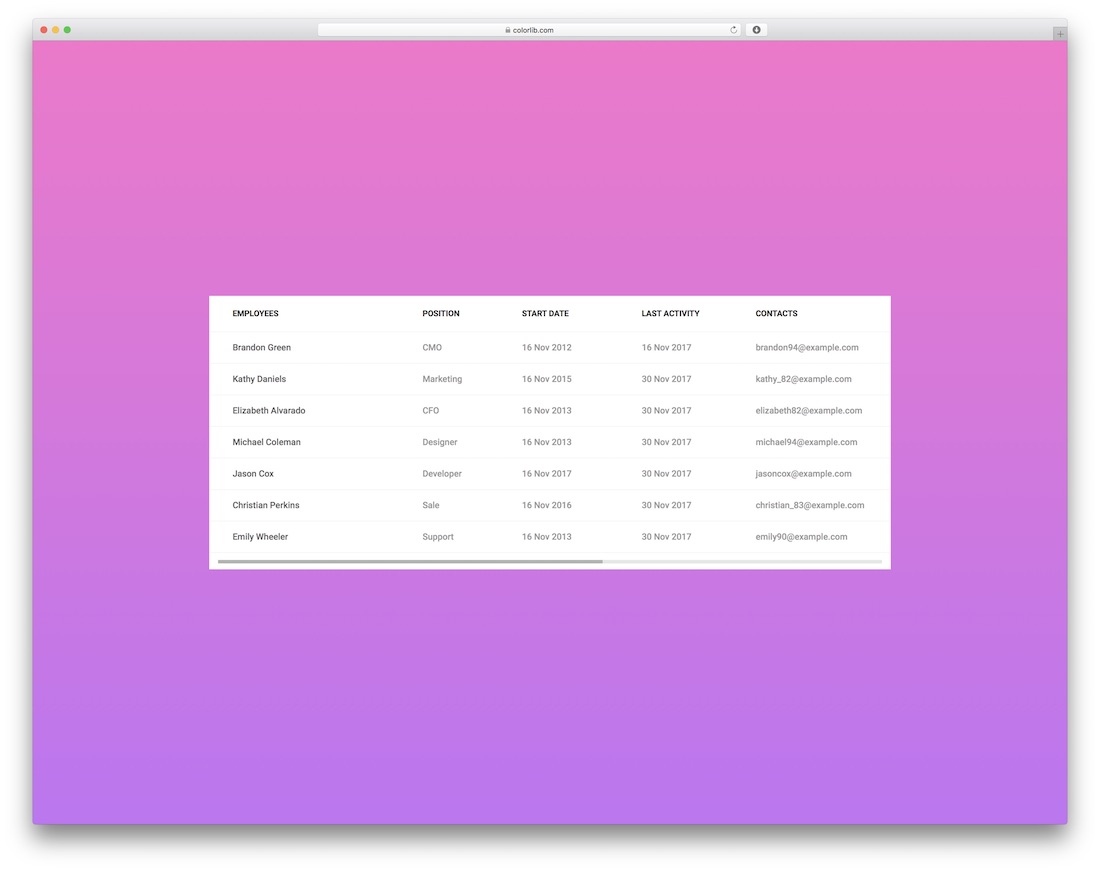 colorlib.com
EMPLOYEES POSITION START DATE LAST ACTIVITY CONTACTS
Brandon Green CMO 16 Nov 2012 16 Nov 2017 brandon94@example.com
Kathy Daniels Marketing 16 Nov 2015 30 Nov 2017 kathy_82@example.com
Elizabeth Alvarado CFO 16 Nov 2013 30 Nov 2017 elizabeth82@example.com
Michael Coleman Designer 16 Nov 2013 30 Nov 2017 michael94@example.com
Jason Cox Developer 16 Nov 2017 30 Nov 2017 jasoncox@example.com
Christian Perkins Sale 16 Nov 2016 30 Nov 2017 christian_83@example.com
Emily Wheeler Support 16 Nov 2013 30 Nov 2017 emily90@example.com